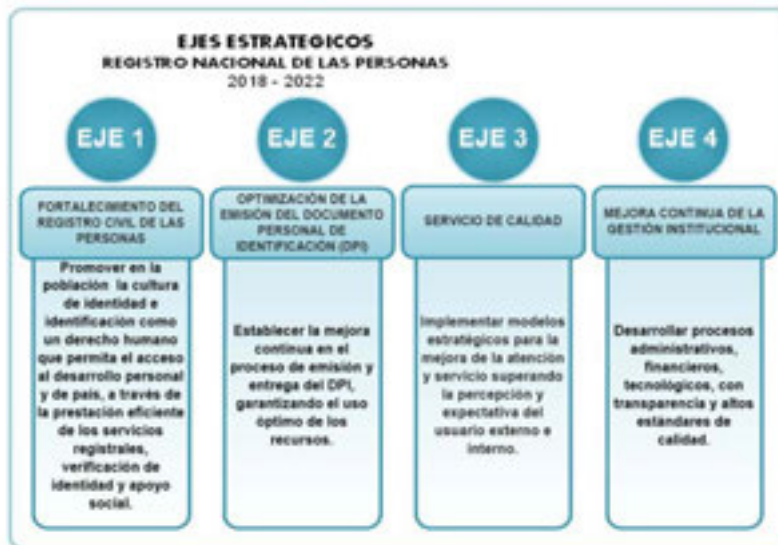 EJES ESTRATEGICOS
REGISTRO NACIONAL DE LAS PERSONAS
2018 - 2022
EJE 1
FORTALECIMIENTO DEL
REGISTRO CIVIL DE LAS
PERSONAS
Promover en la
población la cultura
de identidad e
identificación como
un derecho humano
que permita el acceso
al desarrollo personal
y de país, a través de
la prestación eficiente
de los servicios
registrales,
verificación de
identidad y apoyo
social.
EJE 2
OPTIMIZACIÓN DE LA
EMISIÓN DEL DOCUMENTO
PERSONAL DE
IDENTIFICACIÓN (DPI)
Establecer la mejora
continua en el
proceso de emisión y
entrega del DPI,
garantizando el uso
óptimo de los
recursos.
EJE 3
SERVICIO DE CALIDAD
Implementar modelos
estratégicos para la
mejora de la atención
y servicio superando
la percepción y
expectativa del
usuario externo e
interno.
EJE 4
MEJORA CONTINUA DE LA
GESTIÓN INSTITUCIONAL
Desarrollar procesos
administrativos,
financieros,
tecnológicos, con
transparencia y altos
estándares de
calidad.